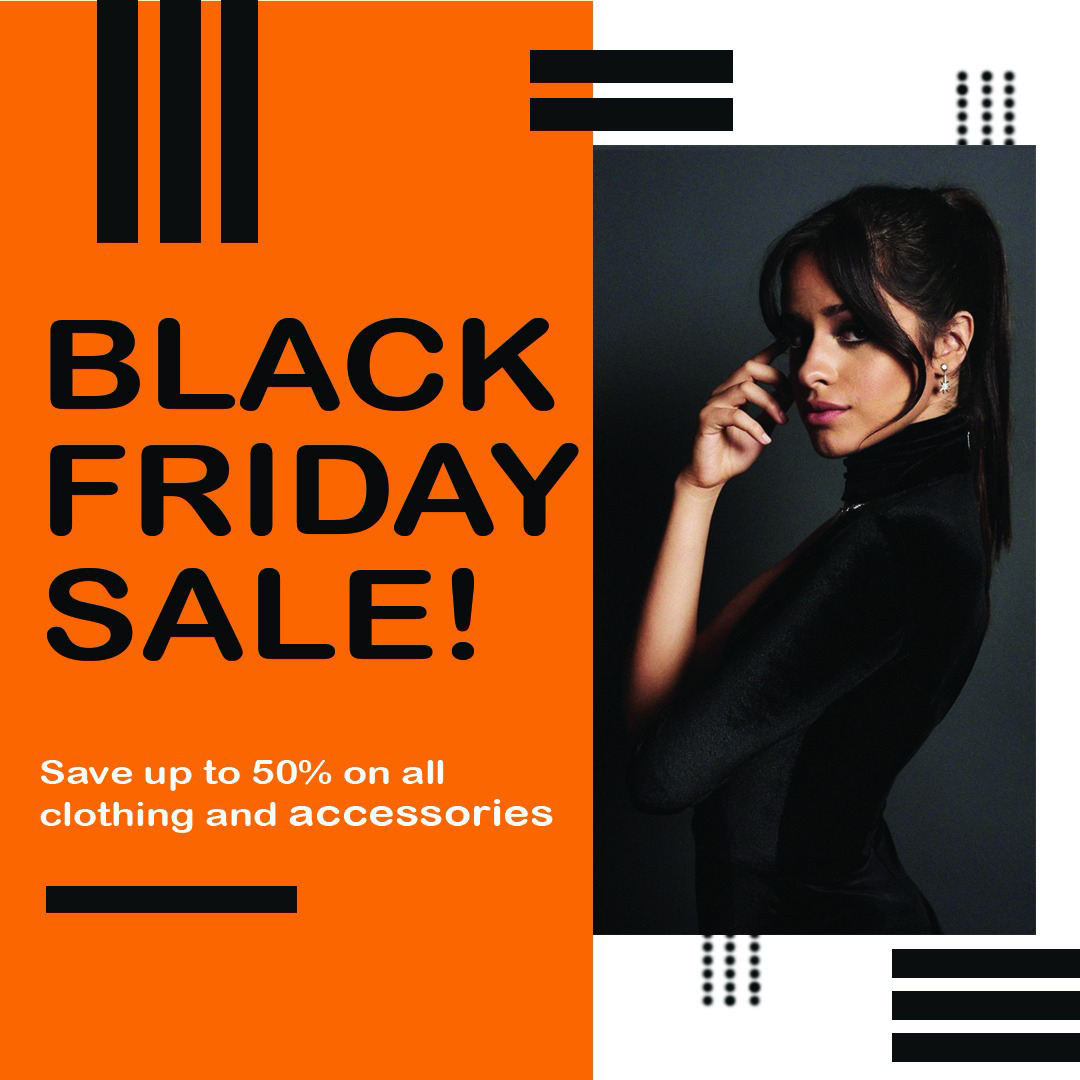 BLACK
FRIDAY
SALE!
Save up to 50% on all
clothing and accessories